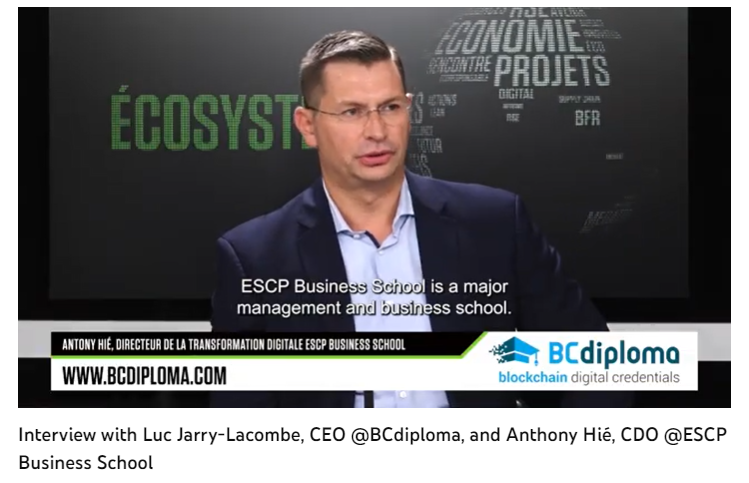 ÉCONOMIE
RENCONTRE
PROJETS
DIGITAL
SUPPLY CHAIN
BFR
ÉCOSYST
ESCP Business School is a major
management and business school.
ANTONY HIÉ, DIRECTEUR DE LA TRANSFORMATION DIGITALE ESCP BUSINESS SCHOOL
WWW.BCDIPLOMA.COM
BCdiploma
blockchain digital credentials
Interview with Luc Jarry-Lacombe, CEO @BCdiploma, and Anthony Hié, CDO @ESCP
Business School